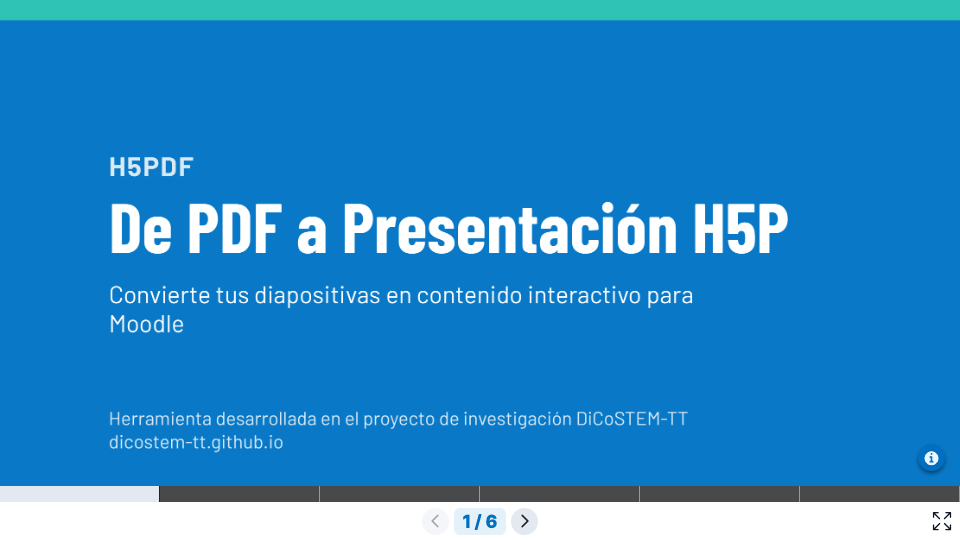 H5PDF
De PDF a Presentación H5P
Convierte tus diapositivas en contenido interactivo para
Moodle
Herramienta desarrollada en el proyecto de investigación DiCoSTEM-TT
dicostem-tt.github.io
1 / 6